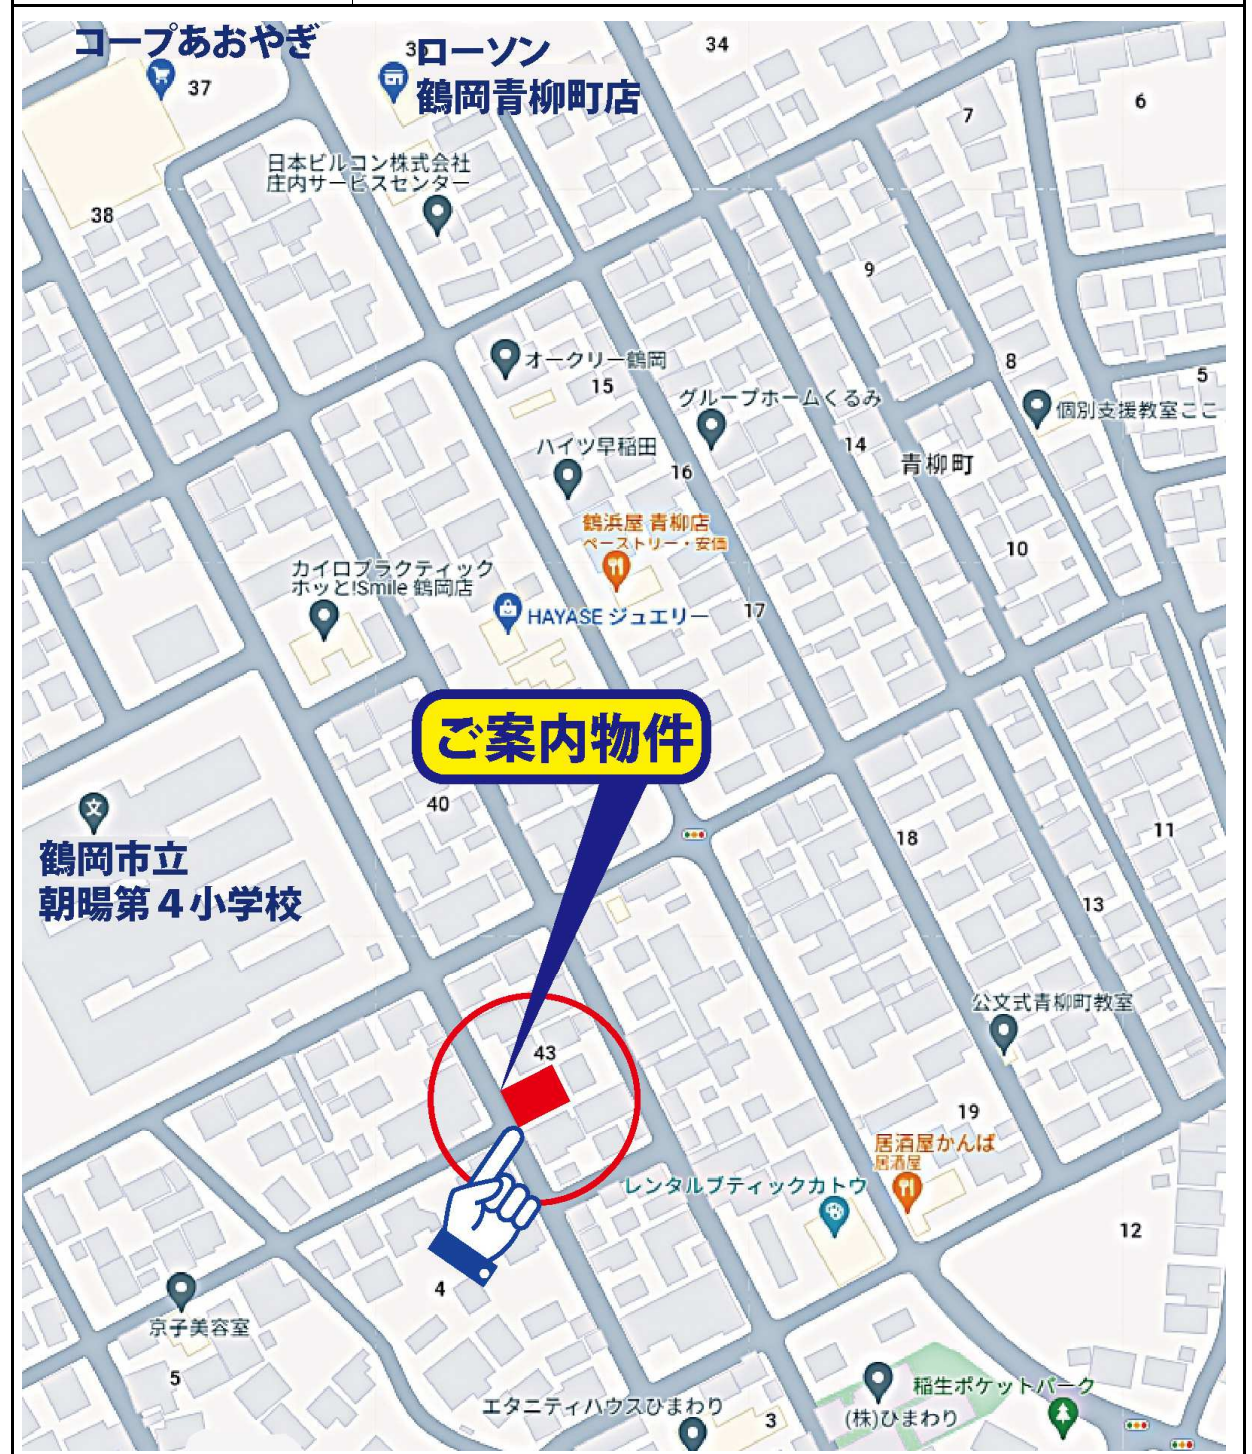 コープあおやぎ
37
36
ローソン
鶴岡青柳町店
34
6
7
日本ビルコン株式会社
庄内サービスセンター
38
9
オークリー鶴岡
15
8
5
グループホームくるみ
個別支援教室ここ
ハイツ早稲田
14
青柳町
16
鶴浜屋 青柳店
ペーストリー・安価
10
カイロプラクティック
ホッと!Smile 鶴岡店
HAYASE ジュエリー
17
ご案内物件
40
文
18
11
鶴岡市立
朝暘第4小学校
13
公文式青柳町教室
43
19
居酒屋かんば
居酒屋
レンタルブティックカトウ
12
4
京子美容室
5
稲生ポケットパーク
エタニティハウスひまわり
3
(株)ひまわり